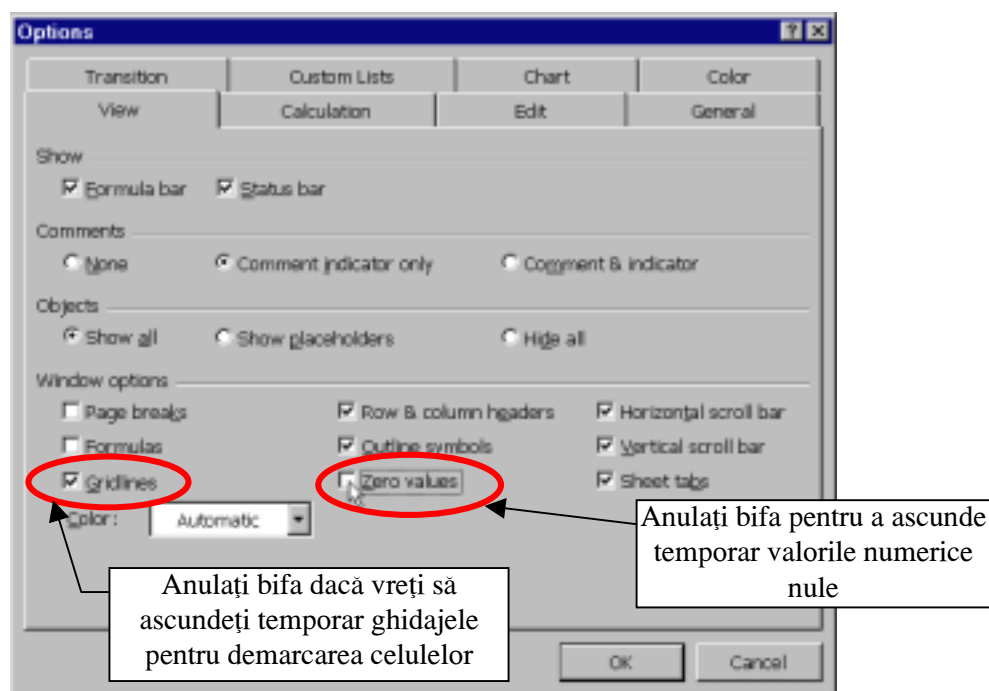 Options
Transition Custom Lists Chart Color
View Calculation Edit General
Show
Formula bar Status bar
Comments
None Comment indicator only Comment & indicator
Objects
Show all Show placeholders Hide all
Window options
Page breaks Row & column headers Horizontal scroll bar
Formulas Outline symbols Vertical scroll bar
Gridlines Zero values Sheet tabs
Color: Automatic
Anulați bifa pentru a ascunde
temporar valorile numerice
nule
Anulați bifa dacă vreți să
ascundeți temporar ghidajele
pentru demarcarea celulelor
OK Cancel